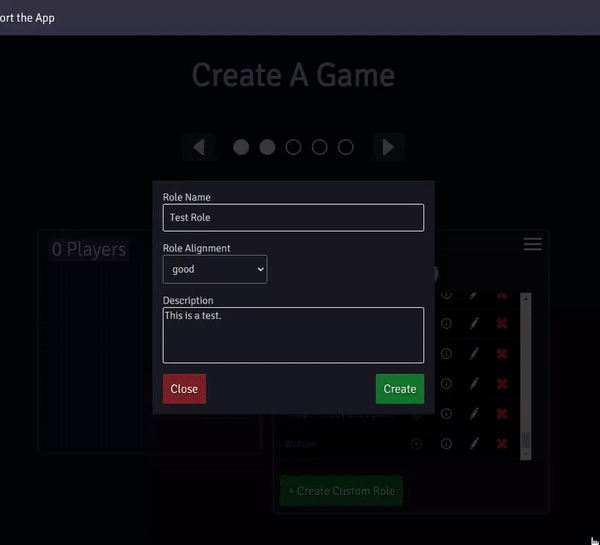 ort the App
Create A Game
Role Name
Test Role
0 Players
Role Alignment
good
Description
This is a test.
Close
Create
Watson
+ Create Custom Role